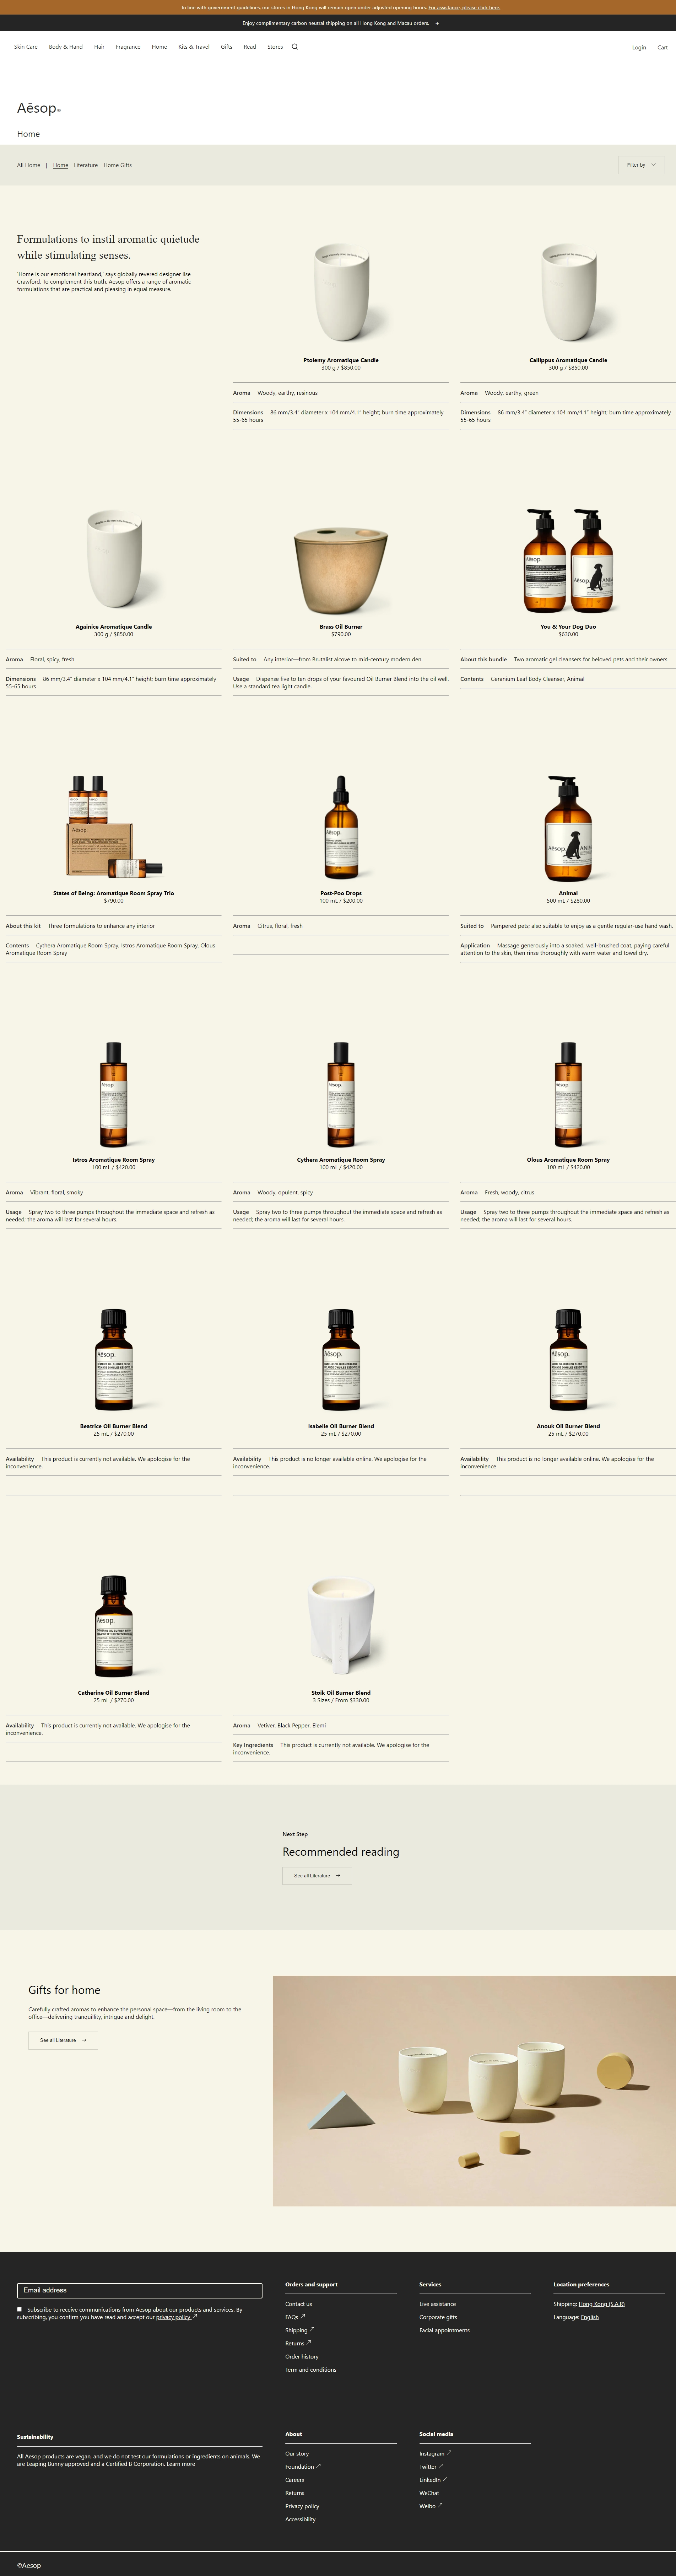 In line with government guidelines, our stores in Hong Kong will remain open under adjusted opening hours. For assistance, please click here.
Enjoy complimentary carbon neutral shipping on all Hong Kong and Macau orders. +
Skin Care Body & Hand Hair Fragrance Home Kits & Travel Gifts Read Stores
Login Cart
Aēsop
Home
All Home | Home Literature Home Gifts
Filter by
Formulations to instil aromatic quietude
while stimulating senses.
'Home is our emotional heartland,' says globally revered designer Ilse
Crawford. To complement this truth, Aesop offers a range of aromatic
formulations that are practical and pleasing in equal measure.
Ptolemy Aromatique Candle
300 g / $850.00
Aroma Woody, earthy, resinous
Dimensions 86 mm/3.4" diameter x 104 mm/4.1" height; burn time approximately
55-65 hours
Callippus Aromatique Candle
300 g / $850.00
Aroma Woody, earthy, green
Dimensions 86 mm/3.4" diameter x 104 mm/4.1" height; burn time approximately
55-65 hours
Againice Aromatique Candle
300 g / $850.00
Aroma Floral, spicy, fresh
Dimensions 86 mm/3.4" diameter x 104 mm/4.1" height; burn time approximately
55-65 hours
Brass Oil Burner
$790.00
Suited to Any interior—from Brutalist alcove to mid-century modern den.
Usage Dispense five to ten drops of your favoured Oil Burner Blend into the oil well.
Use a standard tea light candle.
Aesop.
You & Your Dog Duo
$630.00
About this bundle Two aromatic gel cleansers for beloved pets and their owners
Contents Geranium Leaf Body Cleanser, Animal
Aesop.
States of Being: Aromatique Room Spray Trio
$790.00
About this kit Three formulations to enhance any interior
Contents Cythera Aromatique Room Spray, Istros Aromatique Room Spray, Olous
Aromatique Room Spray
Aesop.
Post-Poo Drops
100 mL / $200.00
Aroma Citrus, floral, fresh
Aesop.
Animal
500 mL / $280.00
Suited to Pampered pets; also suitable to enjoy as a gentle regular-use hand wash.
Application Massage generously into a soaked, well-brushed coat, paying careful
attention to the skin, then rinse thoroughly with warm water and towel dry.
Aesop.
Istros Aromatique Room Spray
100 mL / $420.00
Aroma Vibrant, floral, smoky
Usage Spray two to three pumps throughout the immediate space and refresh as
needed; the aroma will last for several hours.
Aesop.
Cythera Aromatique Room Spray
100 mL / $420.00
Aroma Woody, opulent, spicy
Usage Spray two to three pumps throughout the immediate space and refresh as
needed; the aroma will last for several hours.
Aesop.
Olous Aromatique Room Spray
100 mL / $420.00
Aroma Fresh, woody, citrus
Usage Spray two to three pumps throughout the immediate space and refresh as
needed; the aroma will last for several hours.
Aesop.
Beatrice Oil Burner Blend
25 mL / $270.00
Availability This product is currently not available. We apologise for the
inconvenience.
Aesop.
Isabelle Oil Burner Blend
25 mL / $270.00
Availability This product is no longer available online. We apologise for the
inconvenience.
Aesop.
Anouk Oil Burner Blend
25 mL / $270.00
Availability This product is no longer available online. We apologise for the
inconvenience
Aesop.
Catherine Oil Burner Blend
25 mL / $270.00
Availability This product is currently not available. We apologise for the
inconvenience.
Stoik Oil Burner Blend
3 Sizes / From $330.00
Aroma Vetiver, Black Pepper, Elemi
Key Ingredients This product is currently not available. We apologise for the
inconvenience.
Next Step
Recommended reading
See all Literature →
Gifts for home
Carefully crafted aromas to enhance the personal space—from the living room to the
office—delivering tranquillity, intrigue and delight.
See all Literature →
Email address
Subscribe to receive communications from Aesop about our products and services. By
subscribing, you confirm you have read and accept our privacy policy
Orders and support
Contact us
FAQs
Shipping
Returns
Order history
Term and conditions
Services
Live assistance
Corporate gifts
Facial appointments
Location preferences
Shipping: Hong Kong (S.A.R)
Language: English
Sustainability
All Aesop products are vegan, and we do not test our formulations or ingredients on animals. We
are Leaping Bunny approved and a Certified B Corporation. Learn more
About
Our story
Foundation
Careers
Returns
Privacy policy
Accessibility
Social media
Instagram
Twitter
LinkedIn
WeChat
Weibo
©Aesop